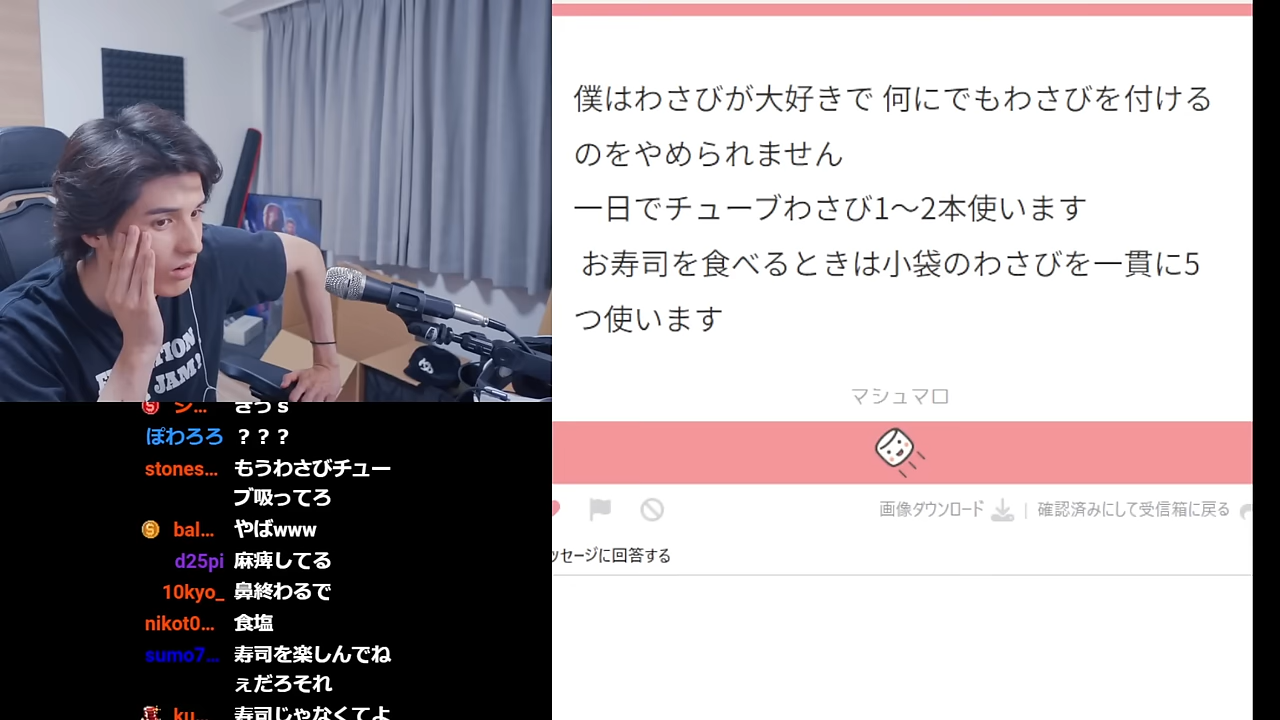 僕はわさびが大好きで 何にでもわさびを付ける
のをやめられません
一日でチューブわさび1〜2本使います
お寿司を食べるときは小袋のわさびを一貫に5
つ使います
マシュマロ
画像ダウンロード | 確認済みにして受信箱に戻る
ッセージに回答する
TION
JAM!
ぽわろろ ？？？
stones… もうわさびチュー
ブ吸ってろ
bal… やばwww
d25pi 麻痺してる
10kyo_ 鼻終わるで
nikot0… 食塩
sumo7… 寿司を楽しんでね
ぇだろそれ
ku… 寿司じゃなくてよ